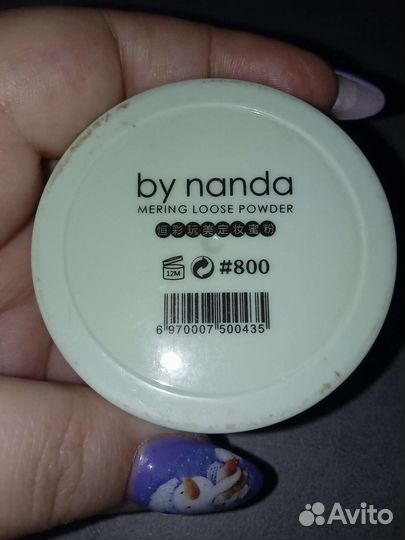 by nanda
MERING LOOSE POWDER
恒彩玩美定妆蜜粉
12M #800
6 970007 500435
Avito